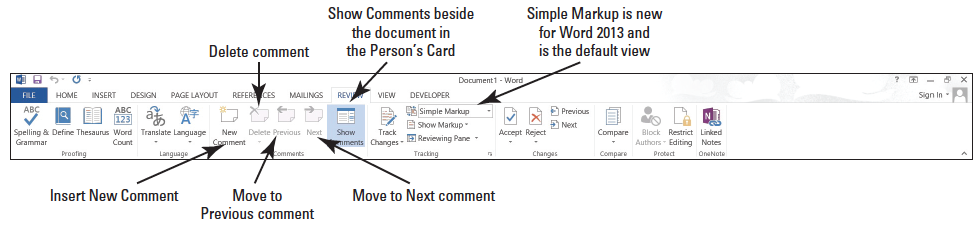 Show Comments beside
the document in
the Person's Card
Simple Markup is new
for Word 2013 and
is the default view
Delete comment
Document1 - Word
?
FILE HOME INSERT DESIGN PAGE LAYOUT REFERENCES MAILINGS REVIEW VIEW DEVELOPER Sign In
ABC ABC 123 Simple Markup Previous
Spelling & Define Thesaurus Word Translate Language New Delete Previous Next Show Track Show Markup Accept Reject Next Compare Block Restrict Linked
Grammar Count Comment Comments Changes Reviewing Pane Authors Editing Notes
Proofing Language Comments Tracking Changes Compare Protect OneNote
Insert New Comment
Move to
Previous comment
Move to Next comment